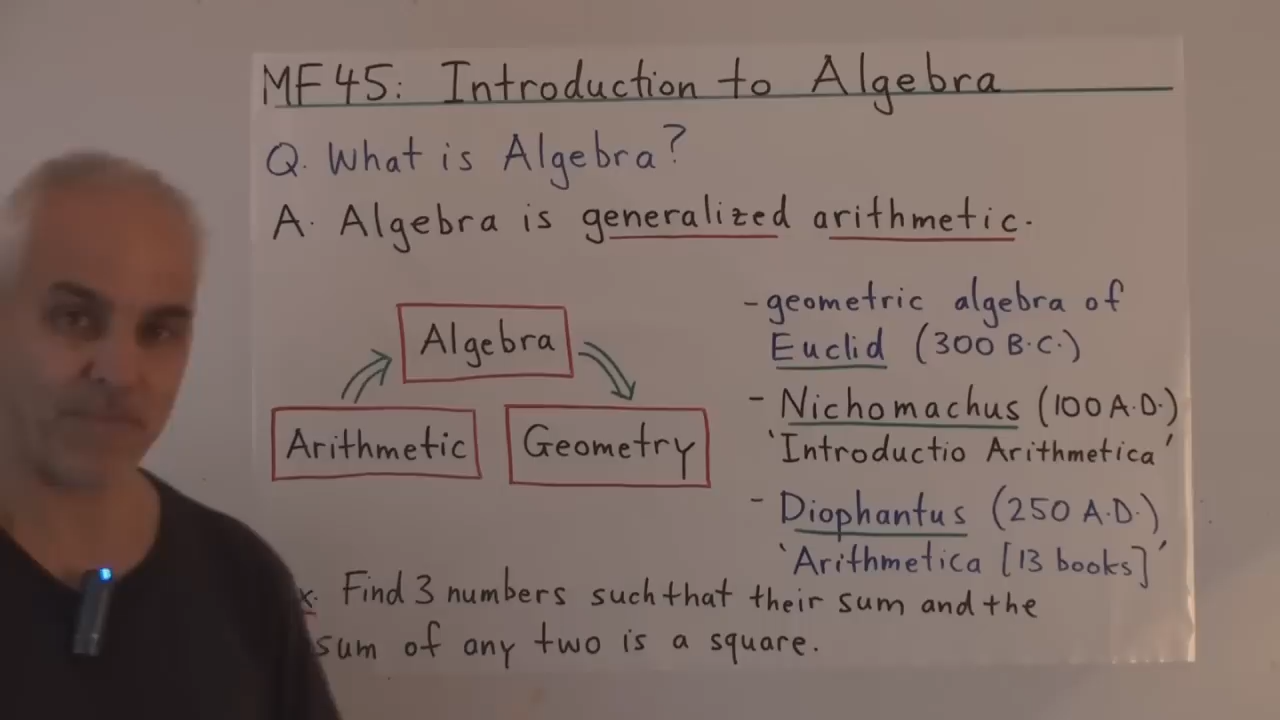 MF45: Introduction to Algebra
Q. What is Algebra?
A. Algebra is generalized arithmetic.
Algebra
Arithmetic
Geometry
- geometric algebra of
Euclid (300 B.C.)
- Nichomachus (100 A.D.)
'Introductio Arithmetica'
- Diophantus (250 A.D.)
'Arithmetica [13 books]'
x. Find 3 numbers such that their sum and the
sum of any two is a square.